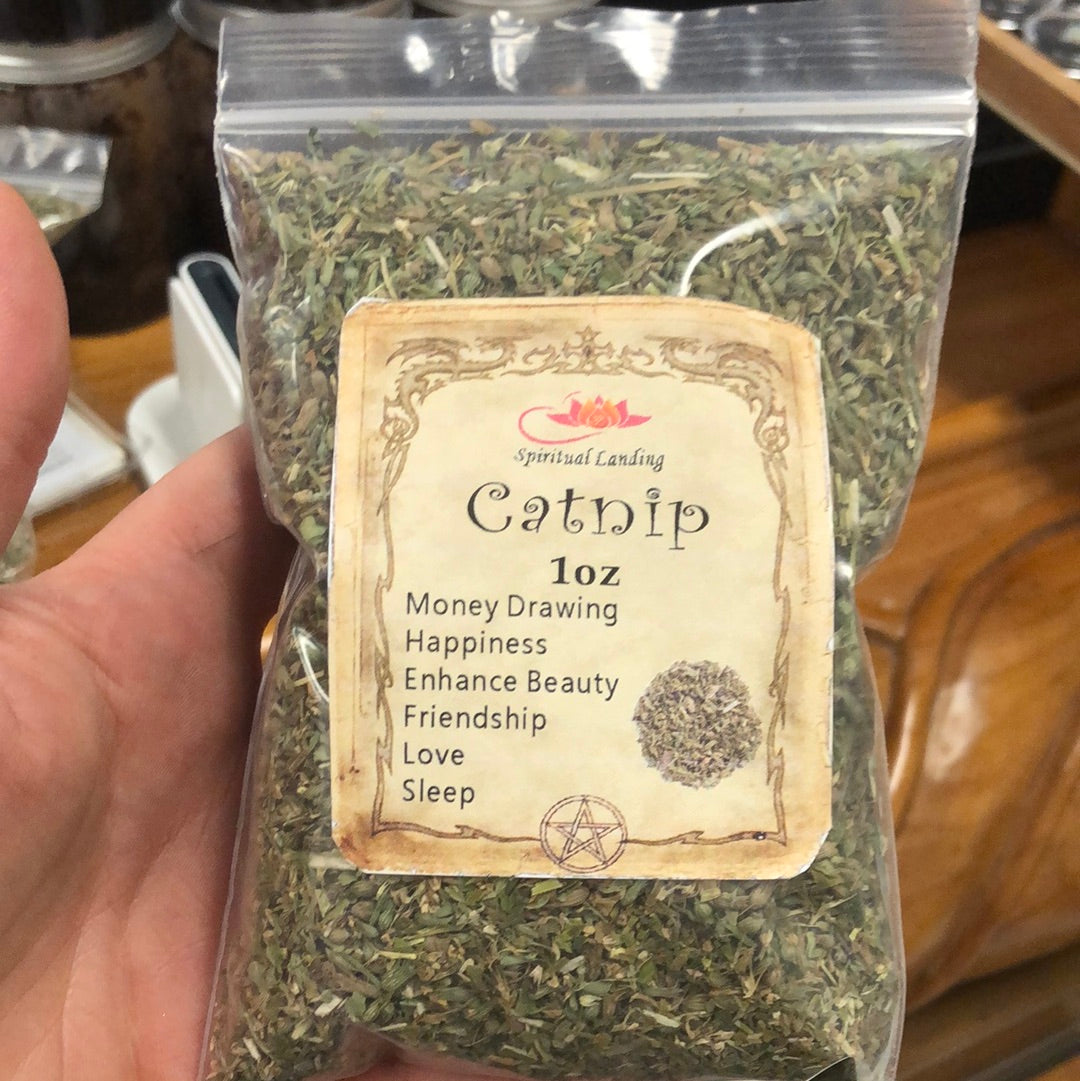 Spiritual Landing
Catnip
1oz
Money Drawing
Happiness
Enhance Beauty
Friendship
Love
Sleep